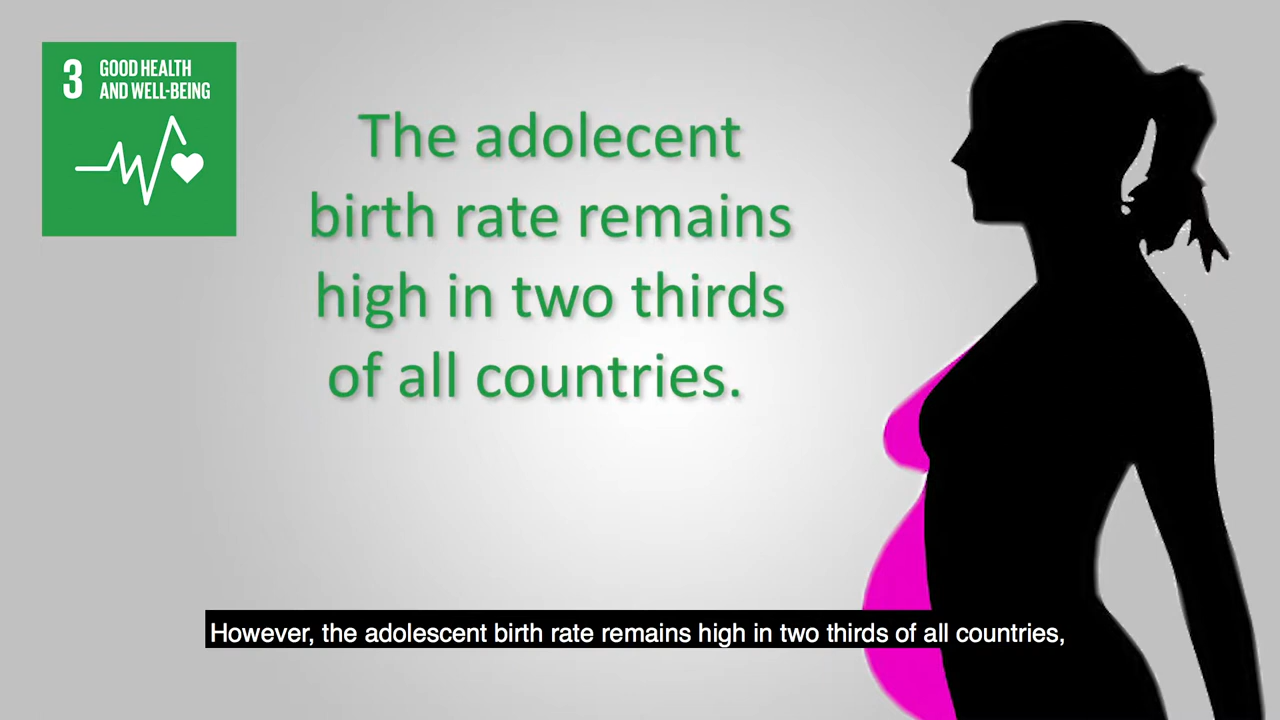 3 GOOD HEALTH
AND WELL-BEING
The adolecent
birth rate remains
high in two thirds
of all countries.
However, the adolescent birth rate remains high in two thirds of all countries,